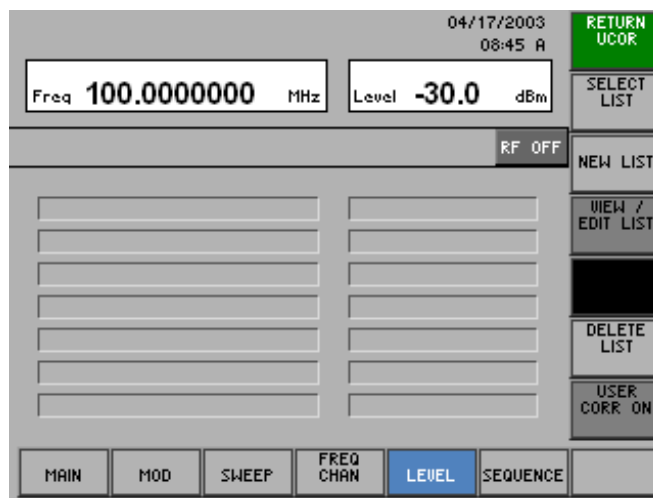 04/17/2003
08:45 A
Freq 100.0000000 MHz
Level -30.0 dBm
RF OFF
RETURN
UCOR
SELECT
LIST
NEW LIST
VIEW /
EDIT LIST
DELETE
LIST
USER
CORR ON
MAIN
MOD
SWEEP
FREQ
CHAN
LEVEL
SEQUENCE